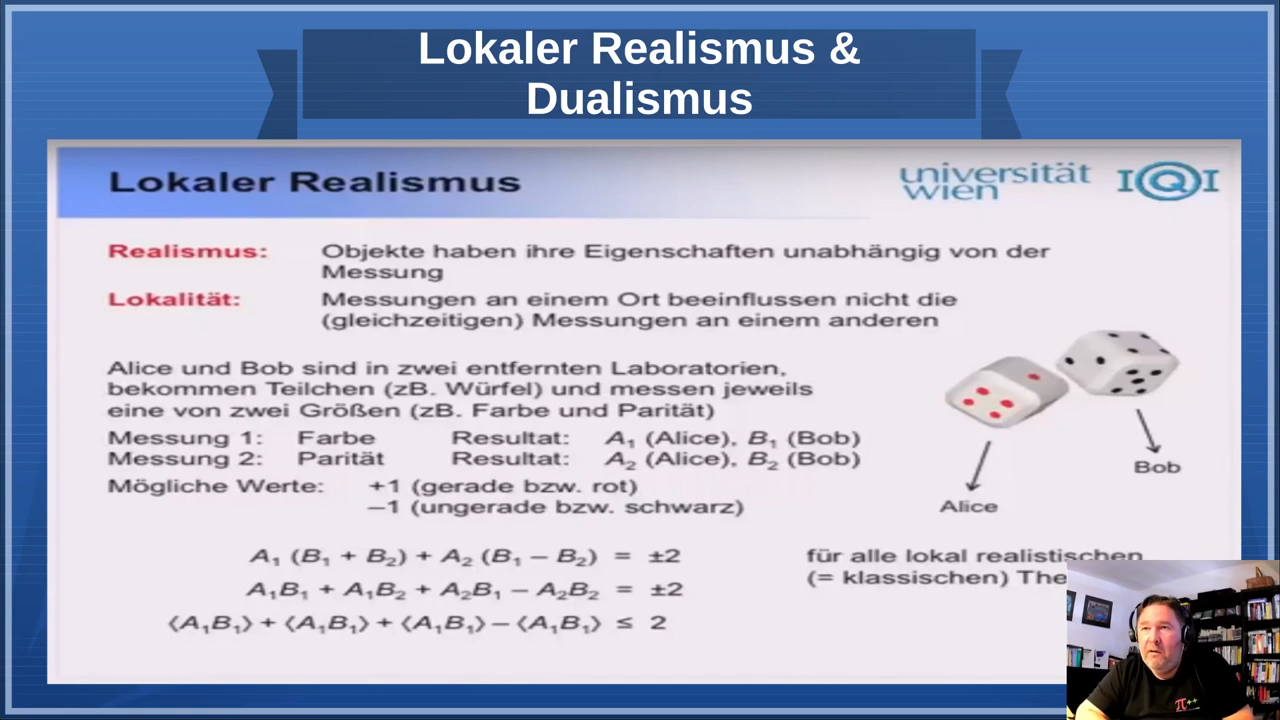 Lokaler Realismus &
Dualismus
Lokaler Realismus
universität
wien
IQI
Realismus: Objekte haben ihre Eigenschaften unabhängig von der
Messung
Lokalität: Messungen an einem Ort beeinflussen nicht die
(gleichzeitigen) Messungen an einem anderen
Alice und Bob sind in zwei entfernten Laboratorien,
bekommen Teilchen (zB. Würfel) und messen jeweils
eine von zwei Größen (zB. Farbe und Parität)
Messung 1: Farbe Resultat: A₁ (Alice), B₁ (Bob)
Messung 2: Parität Resultat: A₂ (Alice), B₂ (Bob)
Mögliche Werte: +1 (gerade bzw. rot)
–1 (ungerade bzw. schwarz)
Bob
Alice
A₁ (B₁ + B₂) + A₂ (B₁ – B₂) = ±2
für alle lokal realistischen
(= klassischen) The
A₁B₁ + A₁B₂ + A₂B₁ – A₂B₂ = ±2
⟨A₁B₁⟩ + ⟨A₁B₁⟩ + ⟨A₁B₁⟩ – ⟨A₁B₁⟩ ≤ 2
π++